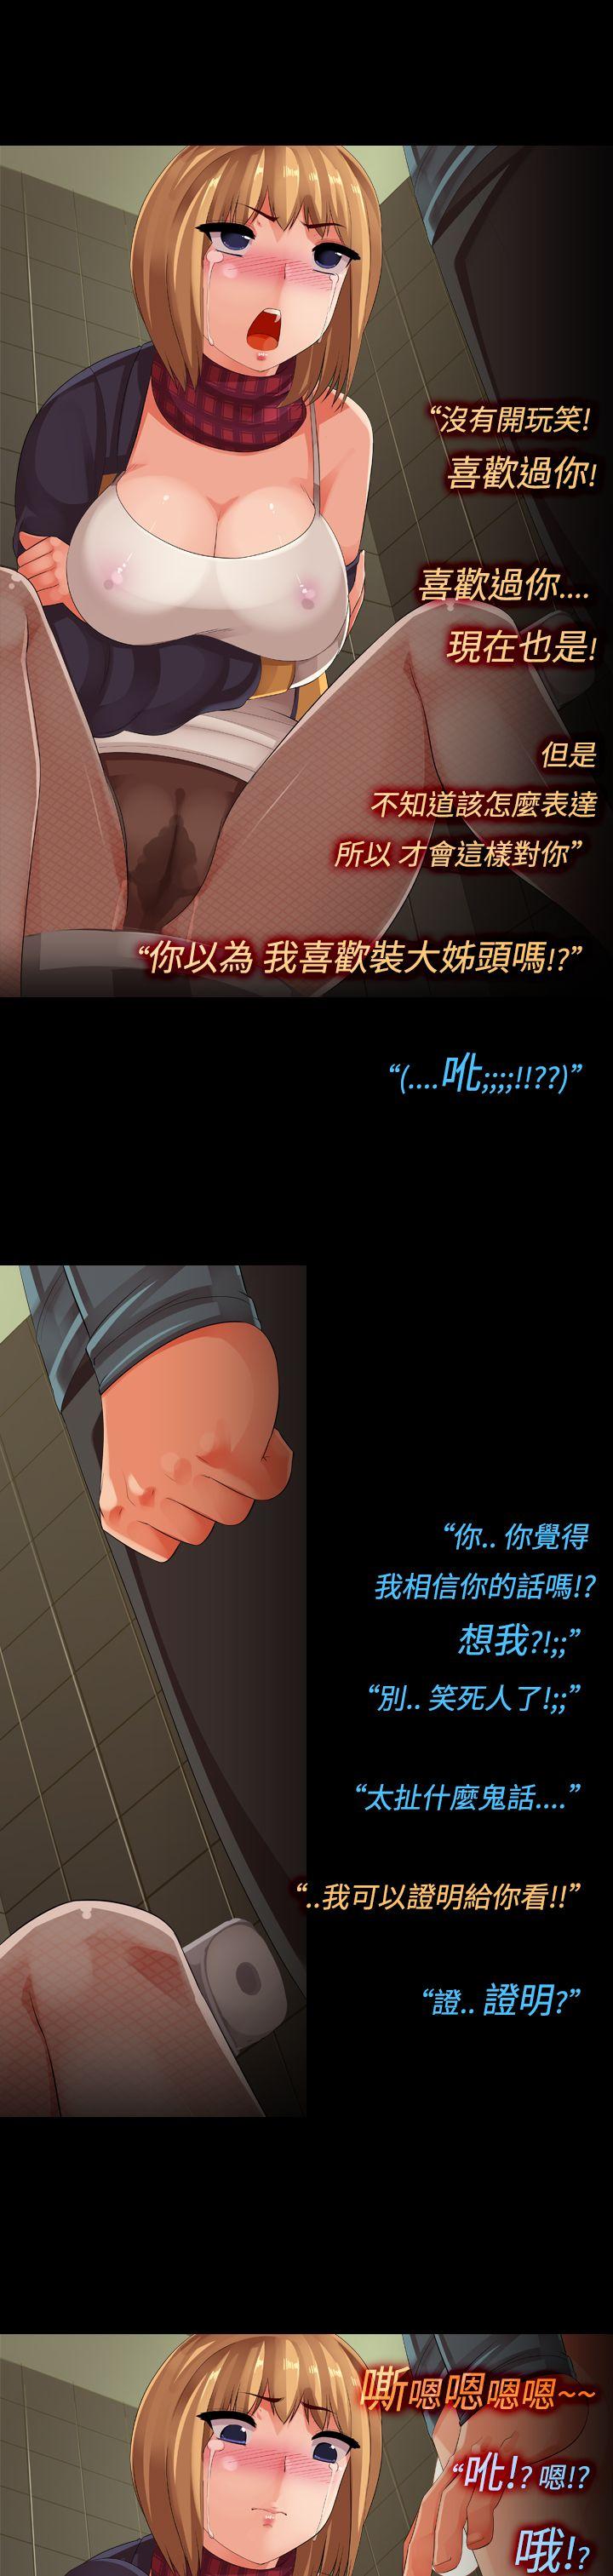 “沒有開玩笑!
喜歡過你!
喜歡過你....
現在也是!
但是
不知道該怎麼表達
所以 才會這樣對你”
“你以為 我喜歡裝大姊頭嗎!?”
“(....吪;;;;!!??)”
“你.. 你覺得
我相信你的話嗎!?
想我?!;;”
“別.. 笑死人了!;;”
“太扯什麼鬼話....”
“..我可以證明給你看!!”
“證.. 證明?”
嘶嗯嗯嗯嗯~~
“吪!? 嗯!?
哦!?